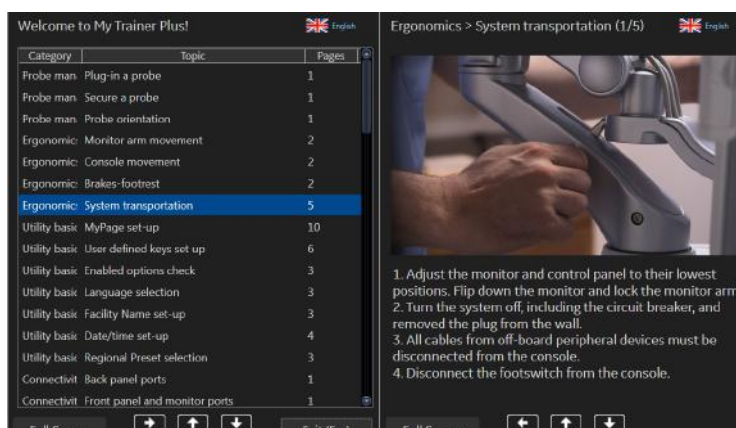 Welcome to My Trainer Plus!
English
Category Topic Pages
Probe man Plug-in a probe 1
Probe man Secure a probe 1
Probe man Probe orientation 1
Ergonomic: Monitor arm movement 2
Ergonomic: Console movement 2
Ergonomic: Brakes-footrest 2
Ergonomic: System transportation 5
Utility basic MyPage set-up 10
Utility basic User defined keys set up 6
Utility basic Enabled options check 3
Utility basic Language selection 3
Utility basic Facility Name set-up 3
Utility basic Date/time set-up 4
Utility basic Regional Preset selection 3
Connectivit Back panel ports 1
Connectivit Front panel and monitor ports 1
Ergonomics > System transportation (1/5)
English
1. Adjust the monitor and control panel to their lowest
positions. Flip down the monitor and lock the monitor arm
2. Turn the system off, including the circuit breaker, and
removed the plug from the wall.
3. All cables from off-board peripheral devices must be
disconnected from the console.
4. Disconnect the footswitch from the console.